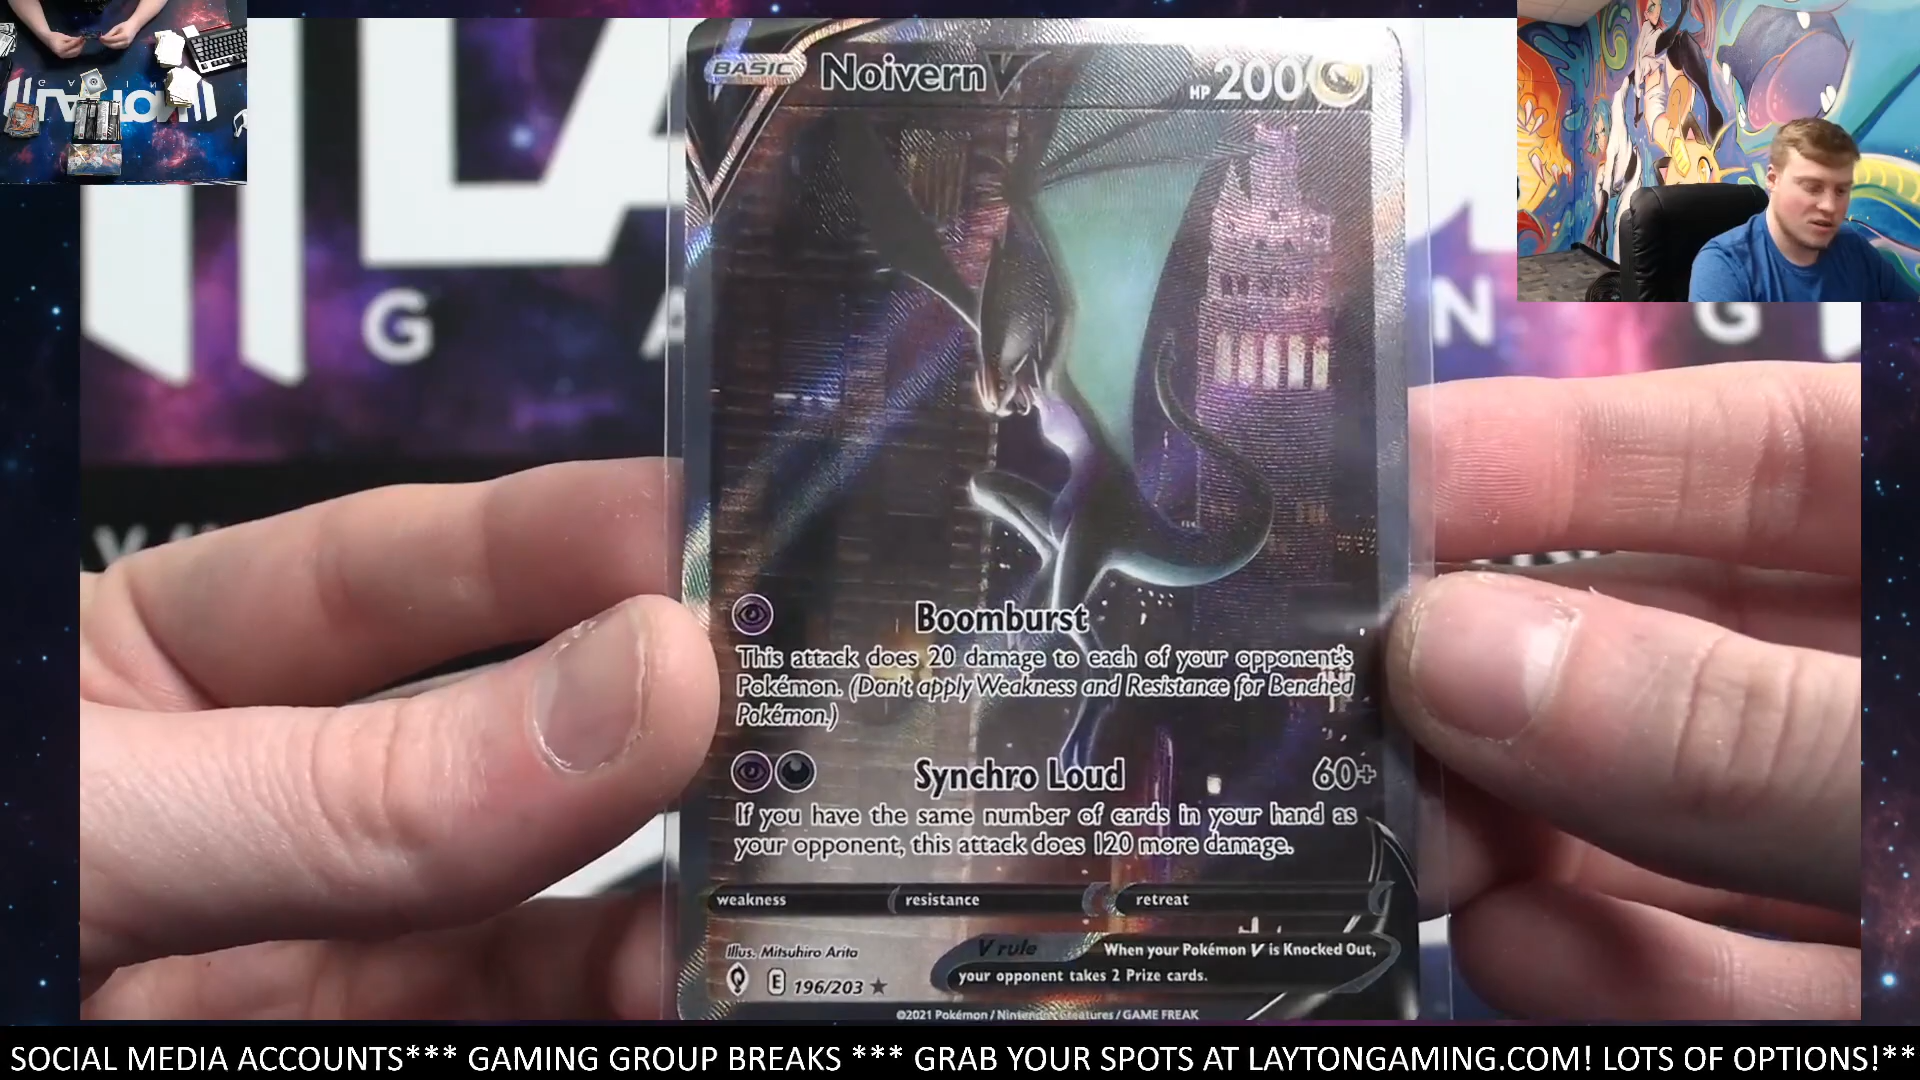 BASIC Noivern V HP 200
Boomburst
This attack does 20 damage to each of your opponent's
Pokémon. (Don't apply Weakness and Resistance for Benched
Pokémon.)
Synchro Loud 60+
If you have the same number of cards in your hand as
your opponent, this attack does 120 more damage.
weakness resistance retreat
Illus. Mitsuhiro Arita
V rule When your Pokémon V is Knocked Out,
your opponent takes 2 Prize cards.
E 196/203 ★
©2021 Pokémon / Nintendo / Creatures / GAME FREAK
SOCIAL MEDIA ACCOUNTS*** GAMING GROUP BREAKS *** GRAB YOUR SPOTS AT LAYTONGAMING.COM! LOTS OF OPTIONS!**